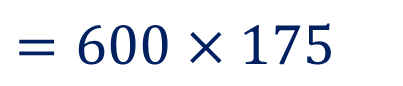 = 600 × 175